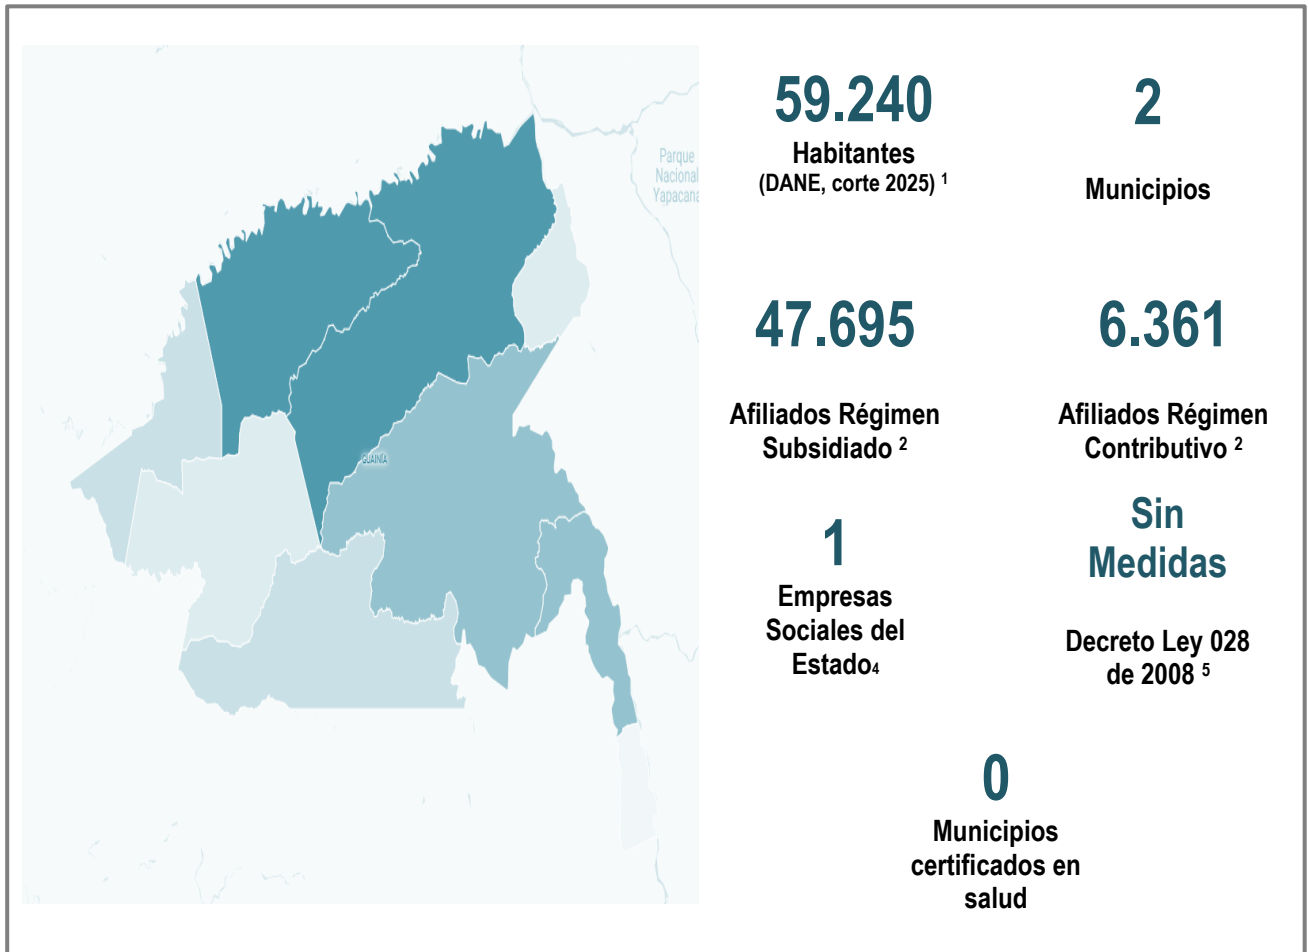 Parque
Nacional
Yapacana
GUAINÍA
59.240
Habitantes
(DANE, corte 2025) ¹
2
Municipios
47.695
Afiliados Régimen
Subsidiado ²
6.361
Afiliados Régimen
Contributivo ²
1
Empresas
Sociales del
Estado₄
Sin
Medidas
Decreto Ley 028
de 2008 ⁵
0
Municipios
certificados en
salud